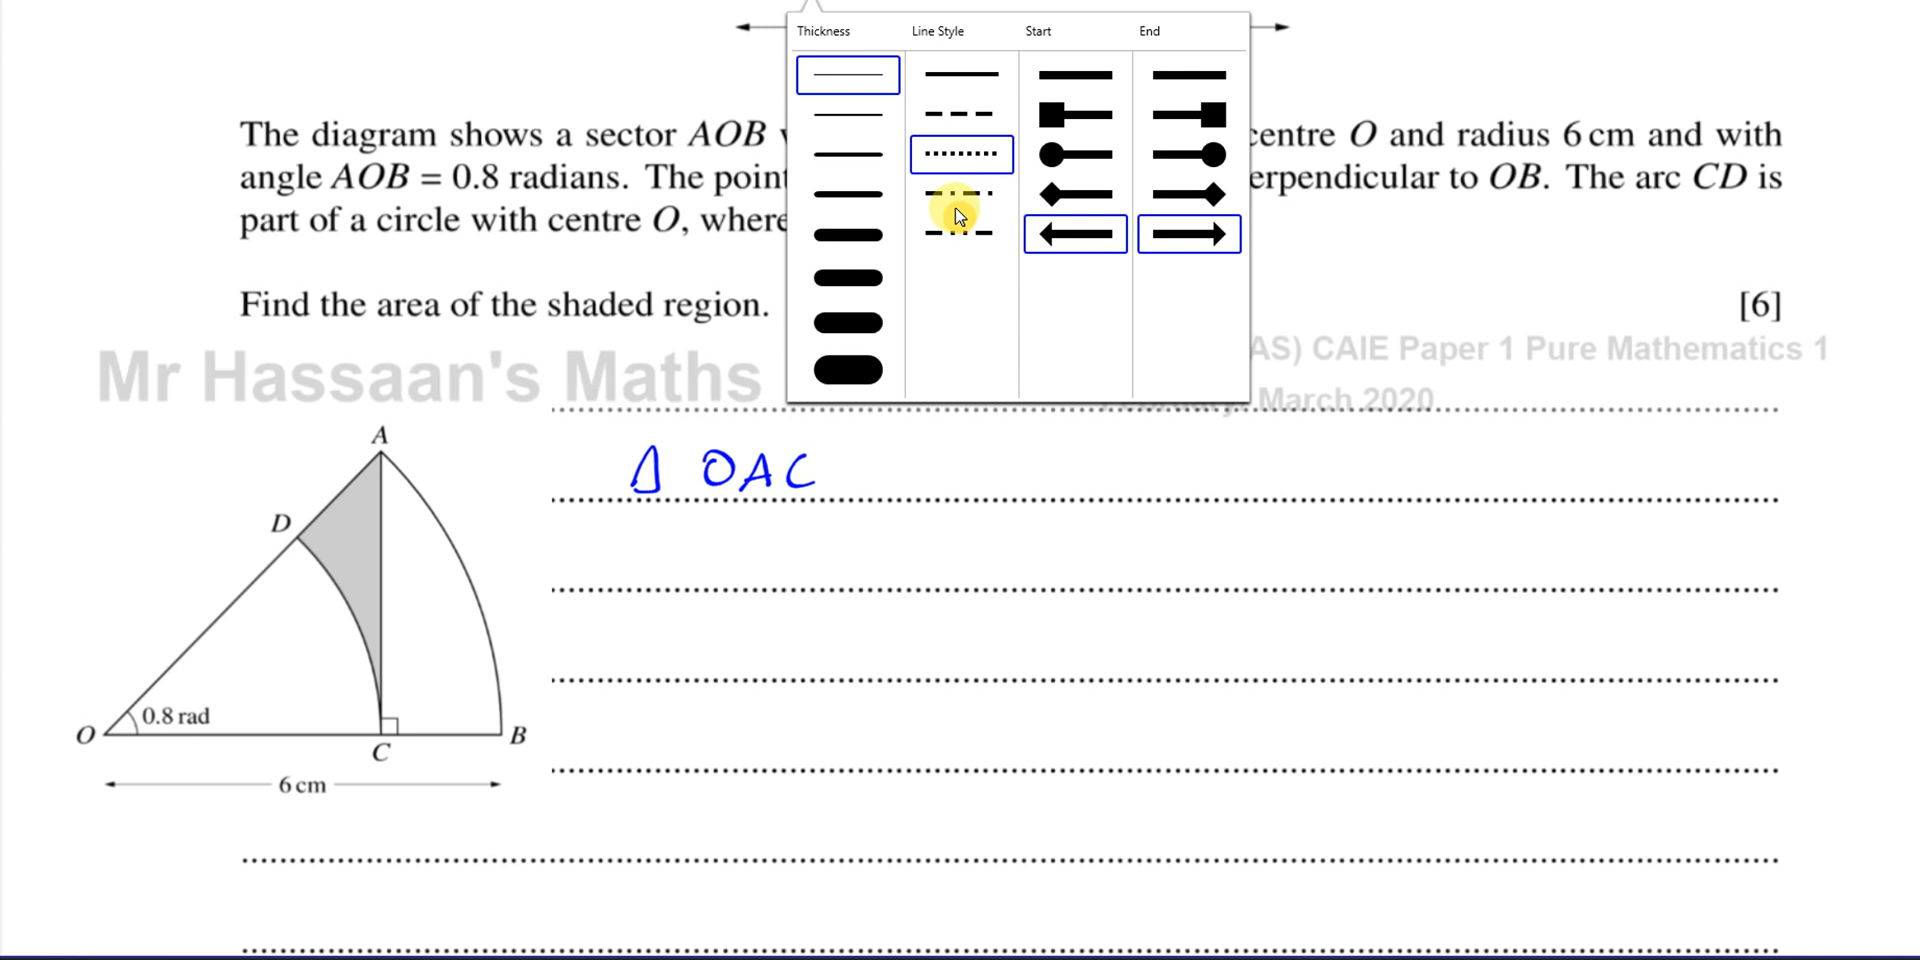 Thickness Line Style Start End
The diagram shows a sector AOB centre O and radius 6 cm and with
angle AOB = 0.8 radians. The point erpendicular to OB. The arc CD is
part of a circle with centre O, where
Find the area of the shaded region. [6]
Mr Hassaan's Maths
AS) CAIE Paper 1 Pure Mathematics 1
March 2020
Δ OAC
A
D
0.8 rad
O
C
B
6 cm